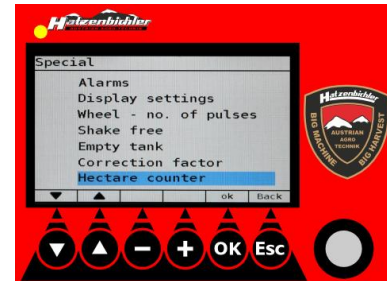 Hatzenbichler
Special
Alarms
Display settings
Wheel - no. of pulses
Shake free
Empty tank
Correction factor
Hectare counter
ok Back
OK Esc
Hatzenbichler
BIG MACHINE
AUSTRIAN
AGRO
TECHNIK
BIG HARVEST